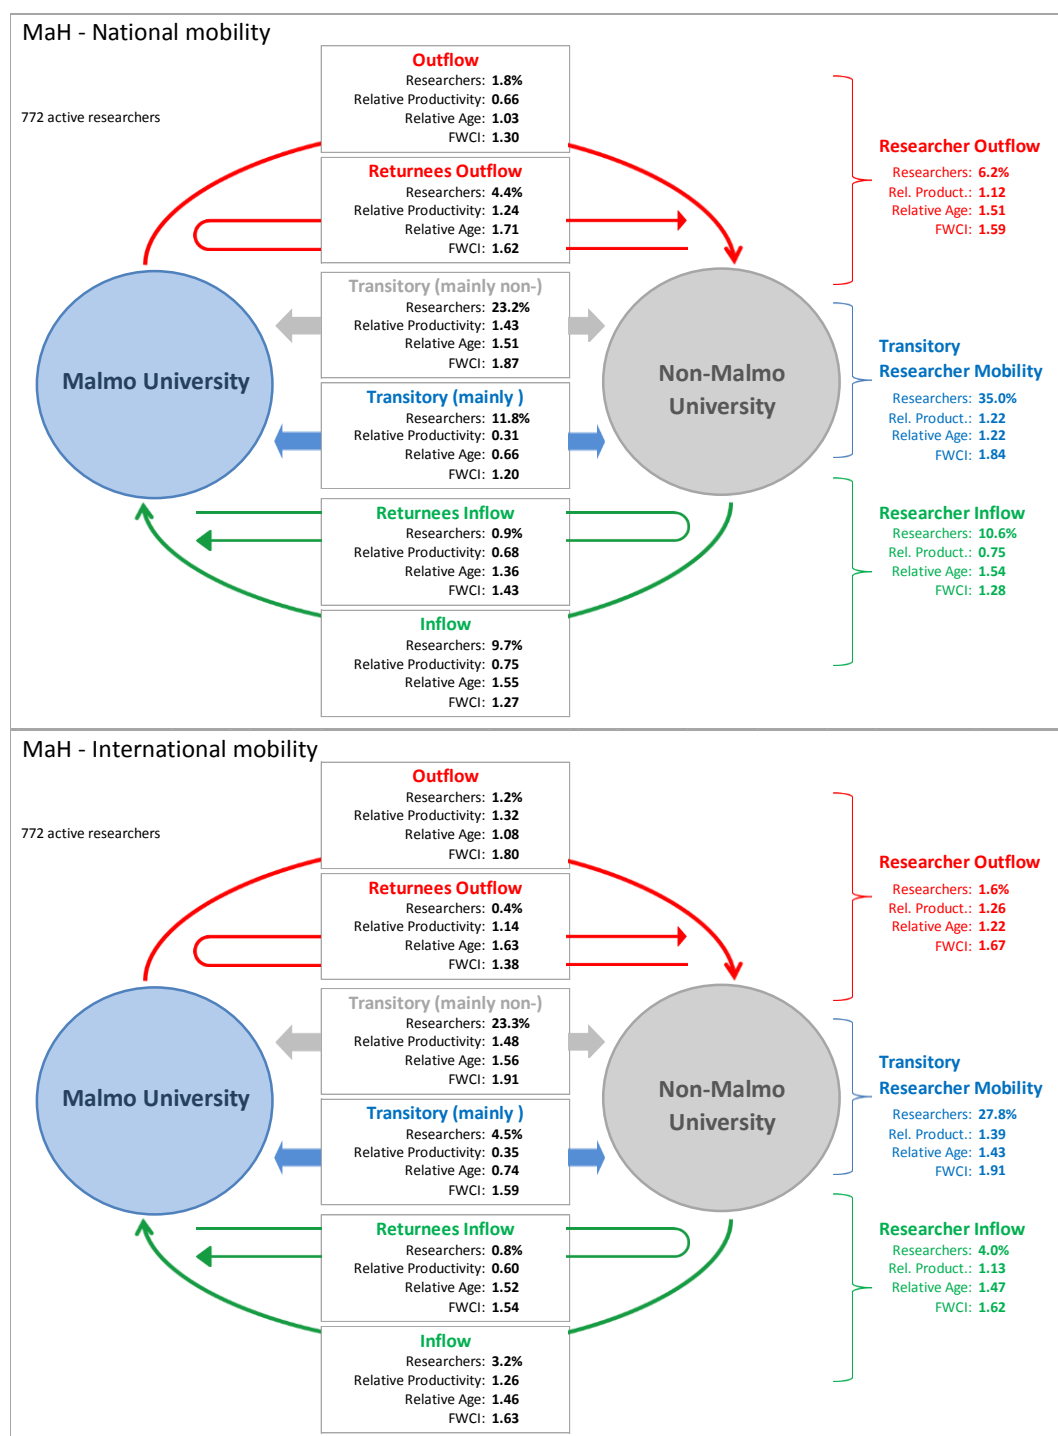 MaH - National mobility
772 active researchers
Outflow
Researchers: 1.8%
Relative Productivity: 0.66
Relative Age: 1.03
FWCI: 1.30
Returnees Outflow
Researchers: 4.4%
Relative Productivity: 1.24
Relative Age: 1.71
FWCI: 1.62
Transitory (mainly non-)
Researchers: 23.2%
Relative Productivity: 1.43
Relative Age: 1.51
FWCI: 1.87
Transitory (mainly )
Researchers: 11.8%
Relative Productivity: 0.31
Relative Age: 0.66
FWCI: 1.20
Returnees Inflow
Researchers: 0.9%
Relative Productivity: 0.68
Relative Age: 1.36
FWCI: 1.43
Inflow
Researchers: 9.7%
Relative Productivity: 0.75
Relative Age: 1.55
FWCI: 1.27
Malmo University
Non-Malmo
University
Researcher Outflow
Researchers: 6.2%
Rel. Product.: 1.12
Relative Age: 1.51
FWCI: 1.59
Transitory
Researcher Mobility
Researchers: 35.0%
Rel. Product.: 1.22
Relative Age: 1.22
FWCI: 1.84
Researcher Inflow
Researchers: 10.6%
Rel. Product.: 0.75
Relative Age: 1.54
FWCI: 1.28
MaH - International mobility
772 active researchers
Outflow
Researchers: 1.2%
Relative Productivity: 1.32
Relative Age: 1.08
FWCI: 1.80
Returnees Outflow
Researchers: 0.4%
Relative Productivity: 1.14
Relative Age: 1.63
FWCI: 1.38
Transitory (mainly non-)
Researchers: 23.3%
Relative Productivity: 1.48
Relative Age: 1.56
FWCI: 1.91
Transitory (mainly )
Researchers: 4.5%
Relative Productivity: 0.35
Relative Age: 0.74
FWCI: 1.59
Returnees Inflow
Researchers: 0.8%
Relative Productivity: 0.60
Relative Age: 1.52
FWCI: 1.54
Inflow
Researchers: 3.2%
Relative Productivity: 1.26
Relative Age: 1.46
FWCI: 1.63
Malmo University
Non-Malmo
University
Researcher Outflow
Researchers: 1.6%
Rel. Product.: 1.26
Relative Age: 1.22
FWCI: 1.67
Transitory
Researcher Mobility
Researchers: 27.8%
Rel. Product.: 1.39
Relative Age: 1.43
FWCI: 1.91
Researcher Inflow
Researchers: 4.0%
Rel. Product.: 1.13
Relative Age: 1.47
FWCI: 1.62